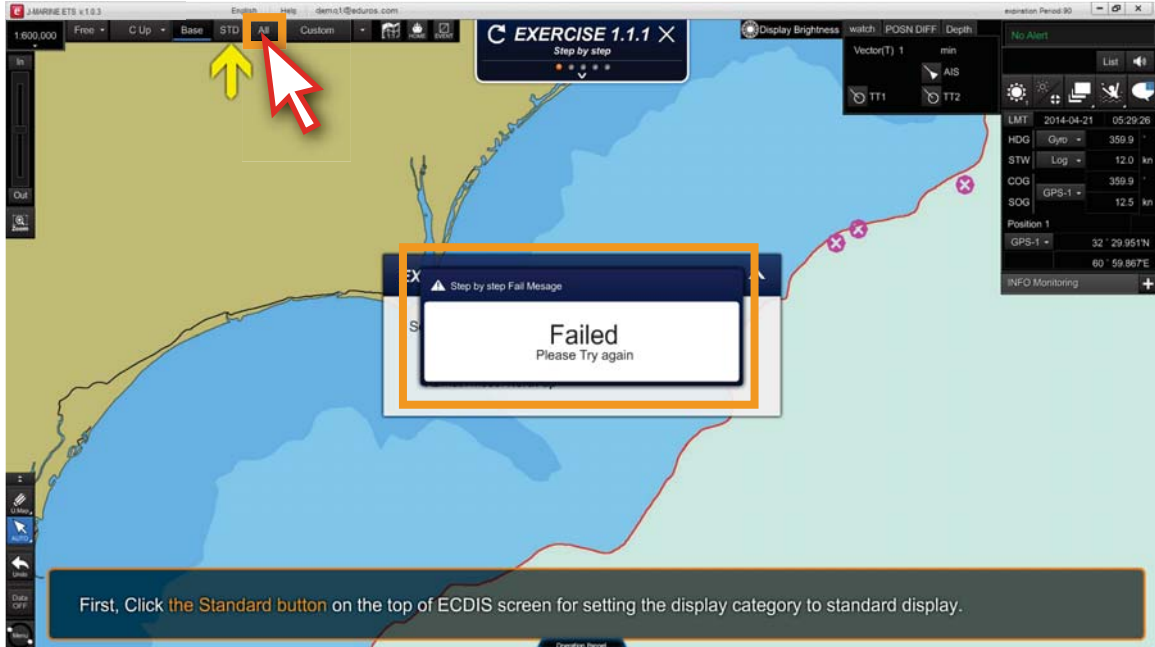 J-MARINE ETS v.1.0.3 English Help demo1@eduros.com expiration Period:90
1:600,000 Free C Up Base STD All Custom HOME EVENT
C EXERCISE 1.1.1 X
Step by step
Display Brightness watch POSN DIFF Depth
Vector(T) 1 min
AIS
TT1 TT2
No Alert
List
LMT 2014-04-21 05:29:26
HDG Gyro 359.9 °
STW Log 12.0 kn
COG 359.9 °
GPS-1
SOG 12.5 kn
Position 1
GPS-1 32 ° 29.951'N
60 ° 59.867'E
INFO Monitoring +
In
Out
Zoom
EX
Step by step Fail Mesage
S
Failed
Please Try again
U.Map
AUTO
Undo
Data
OFF
Menu
First, Click the Standard button on the top of ECDIS screen for setting the display category to standard display.
Operation Pannel